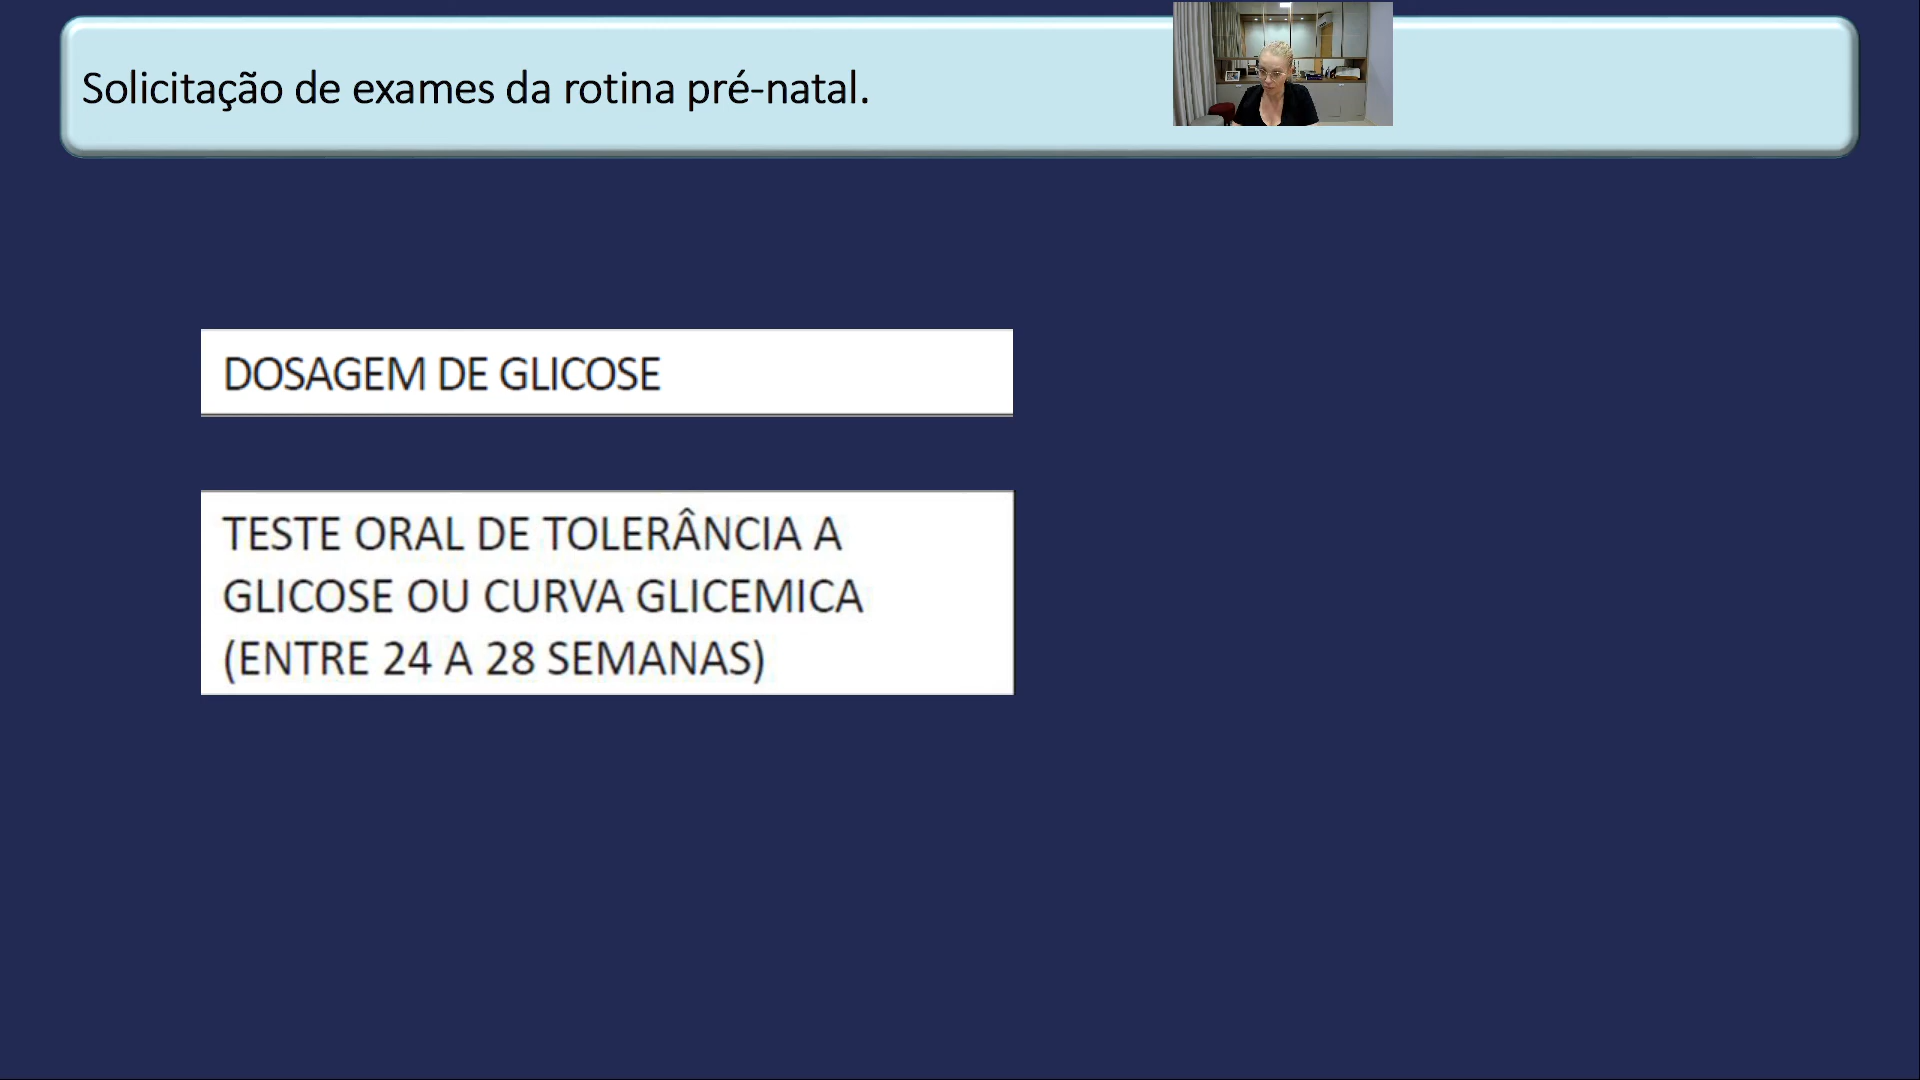 Solicitação de exames da rotina pré-natal.
DOSAGEM DE GLICOSE
TESTE ORAL DE TOLERÂNCIA A
GLICOSE OU CURVA GLICEMICA
(ENTRE 24 A 28 SEMANAS)